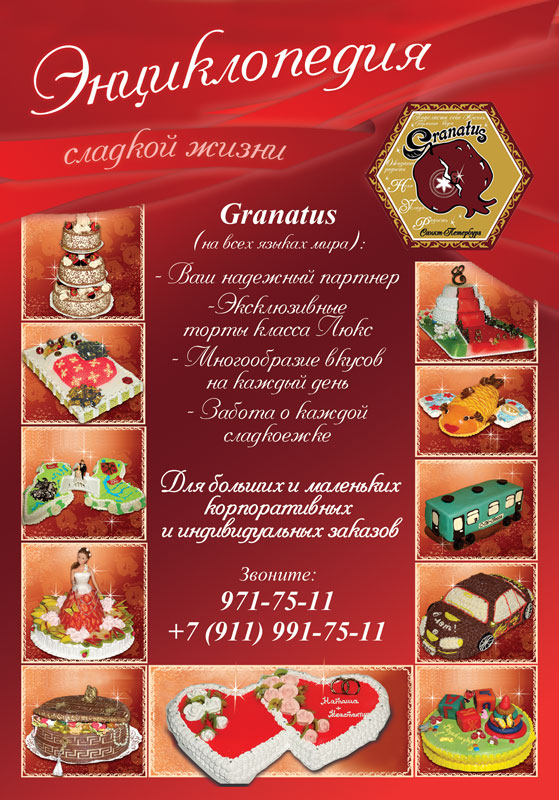 Энциклопедия
сладкой жизни
Granatus
Санкт-Петербург
Granatus
(на всех языках мира):
- Ваш надежный партнер
-Эксклюзивные
торты класса Люкс
- Многообразие вкусов
на каждый день
- Забота о каждой
сладкоежке
Для больших и маленьких
корпоративных
и индивидуальных заказов
Звоните:
971-75-11
+7 (911) 991-75-11
Наташа
+
Константин